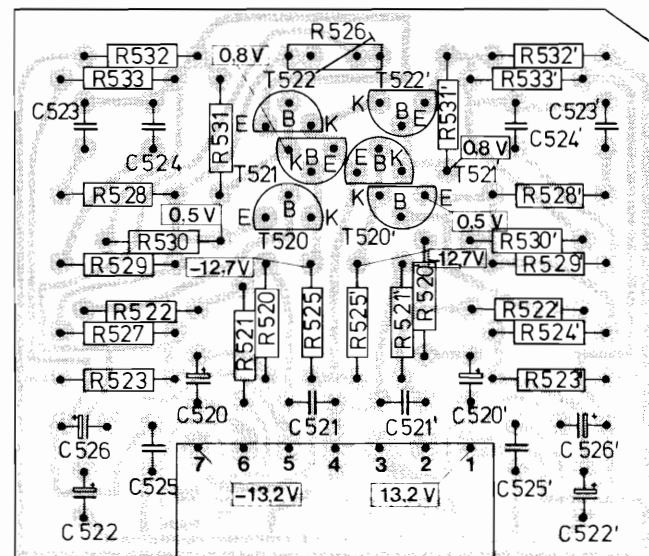 R526
R532 0.8 V R532'
R533 T522 T522' R533'
C523 R531 E B K K B E R531' C523'
C524 K B E E B K 0.8 V C524'
R528 T521 T521' R528'
0.5 V E B K K B E 0.5 V
R530 T520 T520' R530'
R529 -12.7V -12.7V R529'
R522 R521 R520 R525 R525' R521' R520' R522'
R527 R524'
R523 R523'
C520 C521 C521' C520'
C526 C526'
7 6 5 4 3 2 1
C525 -13.2V 13.2V C525'
C522 C522'